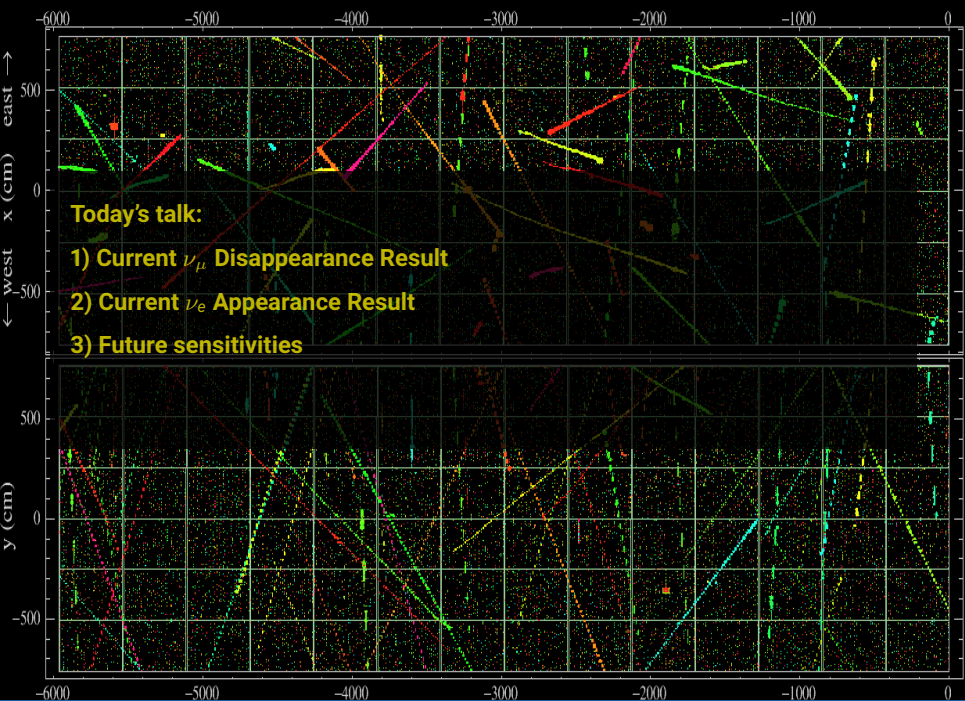 −6000 −5000 −4000 −3000 −2000 −1000 0
500
0
−500
← west x (cm) east →
Today's talk:
1) Current νμ Disappearance Result
2) Current νe Appearance Result
3) Future sensitivities
500
0
−500
y (cm)
−6000 −5000 −4000 −3000 −2000 −1000 0